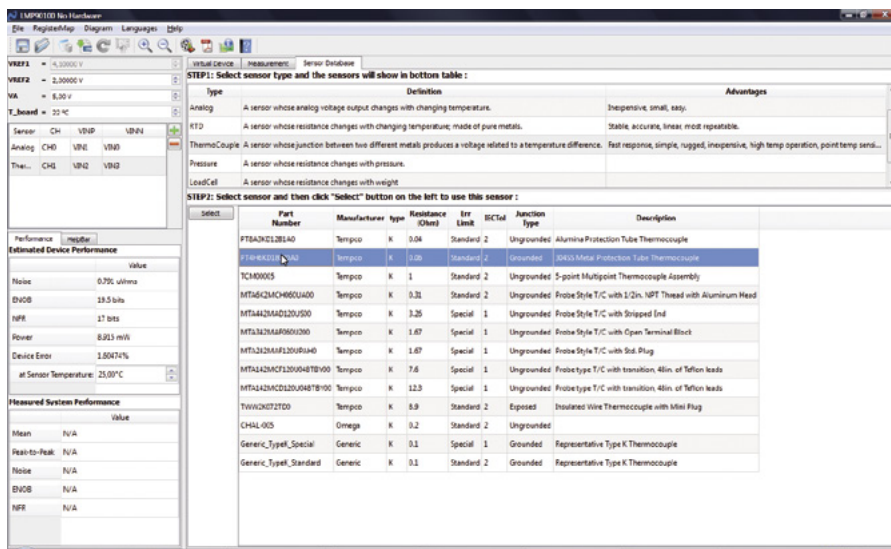 LMP90100 No Hardware
File RegisterMap Diagram Languages Help
VREF1 = 4,10000 V
VREF2 = 2,00000 V
VA = 5,00 V
T_board = 20 ºC
Sensor CH VINP VINN
Analog CH0 VIN1 VIN0
Ther... CH1 VIN2 VIN3
Performance HelpBar
Estimated Device Performance
Value
Noise 0.791 uVrms
ENOB 19.5 bits
NFR 17 bits
Power 8.915 mW
Device Error 1.60474%
at Sensor Temperature: 25,00°C
Measured System Performance
Value
Mean N/A
Peak-to-Peak N/A
Noise N/A
ENOB N/A
NFR N/A
Virtual Device Measurement Sensor Database
STEP1: Select sensor type and the sensors will show in bottom table :
Type Definition Advantages
Analog A sensor whose analog voltage output changes with changing temperature. Inexpensive, small, easy.
RTD A sensor whose resistance changes with changing temperature; made of pure metals. Stable, accurate, linear, most repeatable.
ThermoCouple A sensor whose junction between two different metals produces a voltage related to a temperature difference. Fast response, simple, rugged, inexpensive, high temp operation, point temp sensi...
Pressure A sensor whose resistance changes with pressure.
LoadCell A sensor whose resistance changes with weight
STEP2: Select sensor and then click "Select" button on the left to use this sensor :
Select
Part Number Manufacturer type Resistance (Ohm) Err Limit IECTol Junction Type Description
Tempco K 0.04 Standard 2 Ungrounded Alumina Protection Tube Thermocouple
Tempco K Standard 2 Grounded 304SS Metal Protection Tube Thermocouple
TCM00005 Tempco K 1 Standard 2 Ungrounded 5-point Multipoint Thermocouple Assembly
MTA6K2MCH060UA00 Tempco K 0.31 Standard 2 Ungrounded Probe Style T/C with 1/2in. NPT Thread with Aluminum Head
MTA442MAD120US00 Tempco K 3.26 Special 1 Ungrounded Probe Style T/C with Stripped End
Tempco K 1.67 Special 1 Ungrounded Probe Style T/C with Open Terminal Block
Tempco K 1.67 Special 1 Ungrounded Probe Style T/C with Std. Plug
MTA142MCF120U048TBY00 Tempco K 7.6 Special 1 Ungrounded Probe type T/C with transition, 48in. of Teflon leads
MTA142MCD120U048TBY00 Tempco K 12.3 Special 1 Ungrounded Probe type T/C with transition, 48in. of Teflon leads
TWW2K072TD0 Tempco K 8.9 Standard 2 Exposed Insulated Wire Thermocouple with Mini Plug
CHAL-005 Omega K 0.2 Standard 2 Ungrounded
Generic_TypeK_Special Generic K 0.1 Special 1 Grounded Representative Type K Thermocouple
Generic_TypeK_Standard Generic K 0.1 Standard 2 Grounded Representative Type K Thermocouple